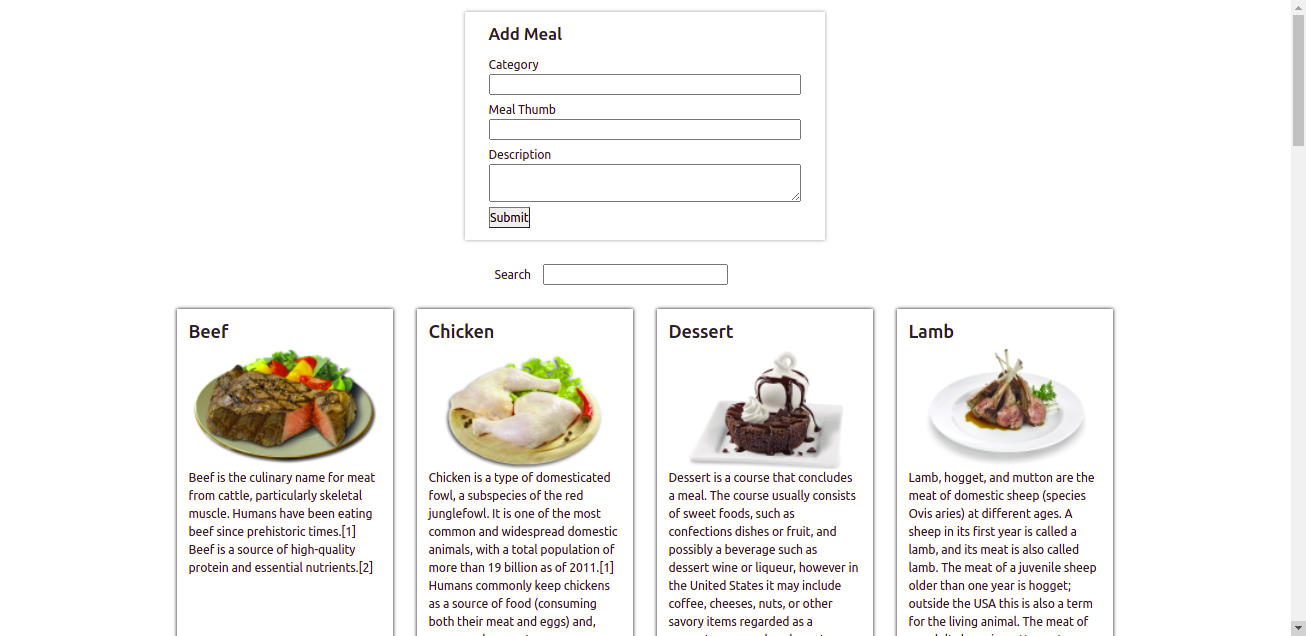 Add Meal
Category
Meal Thumb
Description
Submit
Search
Beef
Beef is the culinary name for meat
from cattle, particularly skeletal
muscle. Humans have been eating
beef since prehistoric times.[1]
Beef is a source of high-quality
protein and essential nutrients.[2]
Chicken
Chicken is a type of domesticated
fowl, a subspecies of the red
junglefowl. It is one of the most
common and widespread domestic
animals, with a total population of
more than 19 billion as of 2011.[1]
Humans commonly keep chickens
as a source of food (consuming
both their meat and eggs) and,
Dessert
Dessert is a course that concludes
a meal. The course usually consists
of sweet foods, such as
confections dishes or fruit, and
possibly a beverage such as
dessert wine or liqueur, however in
the United States it may include
coffee, cheeses, nuts, or other
savory items regarded as a
Lamb
Lamb, hogget, and mutton are the
meat of domestic sheep (species
Ovis aries) at different ages. A
sheep in its first year is called a
lamb, and its meat is also called
lamb. The meat of a juvenile sheep
older than one year is hogget;
outside the USA this is also a term
for the living animal. The meat of